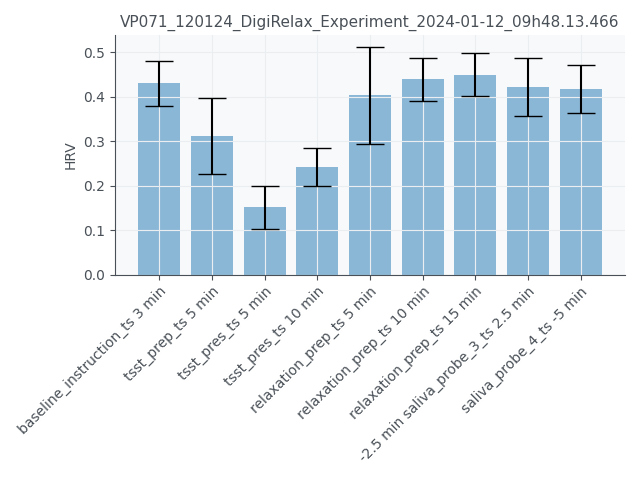 VP071_120124_DigiRelax_Experiment_2024-01-12_09h48.13.466
HRV
0.5
0.4
0.3
0.2
0.1
0.0
baseline_instruction_ts 3 min
tsst_prep_ts 5 min
tsst_pres_ts 5 min
tsst_pres_ts 10 min
relaxation_prep_ts 5 min
relaxation_prep_ts 10 min
relaxation_prep_ts 15 min
-2.5 min saliva_probe_3_ts 2.5 min
saliva_probe_4_ts -5 min